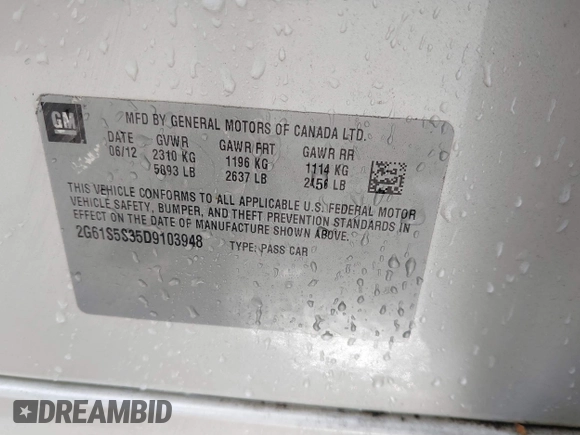 GM
MFD BY GENERAL MOTORS OF CANADA LTD.
DATE GVWR GAWR FRT GAWR RR
06/12 2310 KG 1196 KG 1114 KG
5093 LB 2637 LB 2456 LB
THIS VEHICLE CONFORMS TO ALL APPLICABLE U.S. FEDERAL MOTOR
VEHICLE SAFETY, BUMPER, AND THEFT PREVENTION STANDARDS IN
EFFECT ON THE DATE OF MANUFACTURE SHOWN ABOVE.
2G61S5S35D9103948 TYPE: PASS CAR
DREAMBID